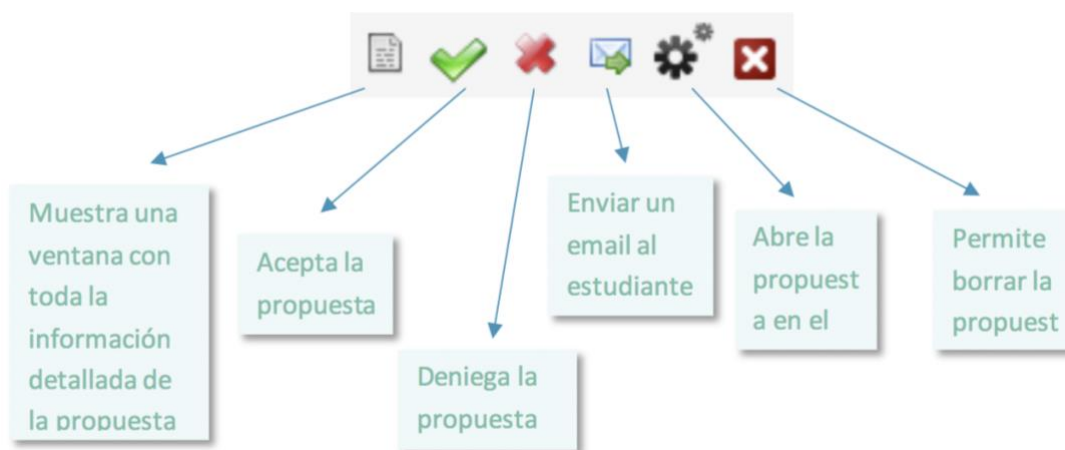 Muestra una
ventana con
toda la
información
detallada de
la propuesta
Acepta la
propuesta
Deniega la
propuesta
Enviar un
email al
estudiante
Abre la
propuest
a en el
Permite
borrar la
propuest